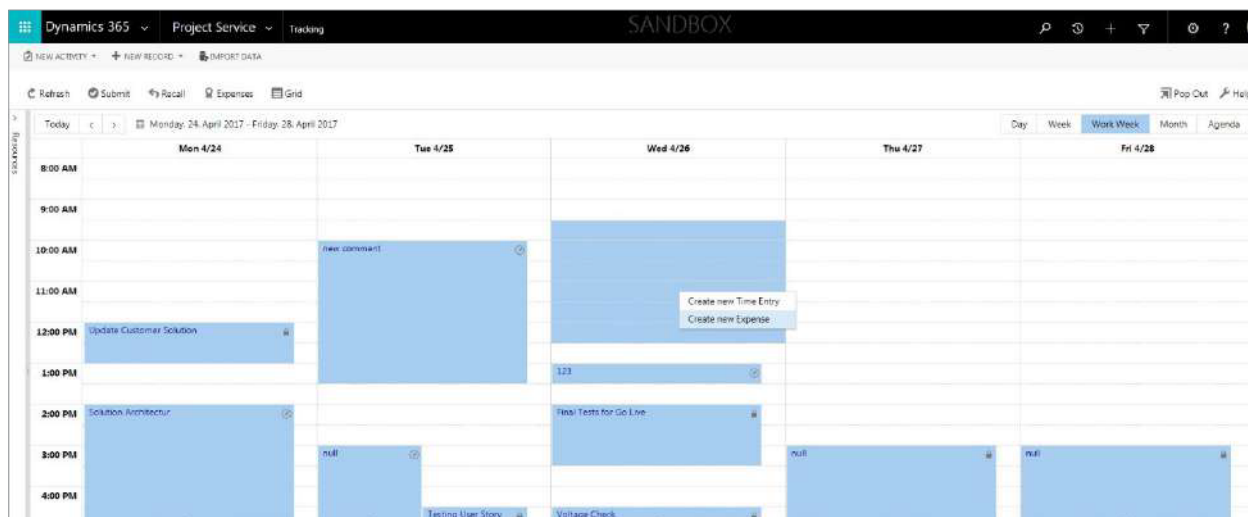 Dynamics 365 Project Service Tracking SANDBOX ?
NEW ACTIVITY NEW RECORD IMPORT DATA
Refresh Submit Recall Expenses Grid Pop Out Help
Resources
Today < > Monday, 24. April 2017 - Friday, 28. April 2017 Day Week Work Week Month Agenda
Mon 4/24 Tue 4/25 Wed 4/26 Thu 4/27 Fri 4/28
8:00 AM
9:00 AM
10:00 AM new comment
11:00 AM
Create new Time Entry
Create new Expense
12:00 PM Update Customer Solution
1:00 PM 123
2:00 PM Solution Architectur Final Tests for Go Live
3:00 PM null null null
4:00 PM
Testing User Story Voltage Check